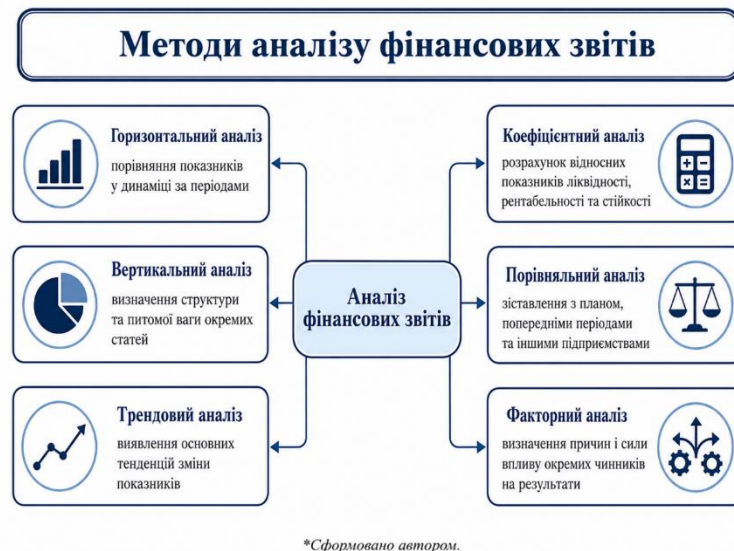 Методи аналізу фінансових звітів
Горизонтальний аналіз
порівняння показників
у динаміці за періодами
Вертикальний аналіз
визначення структури
та питомої ваги окремих
статей
Трендовий аналіз
виявлення основних
тенденцій зміни
показників
Аналіз
фінансових звітів
Коефіцієнтний аналіз
розрахунок відносних
показників ліквідності,
рентабельності та стійкості
Порівняльний аналіз
зіставлення з планом,
попередніми періодами
та іншими підприємствами
Факторний аналіз
визначення причин і сили
впливу окремих чинників
на результати
*Сформовано автором.